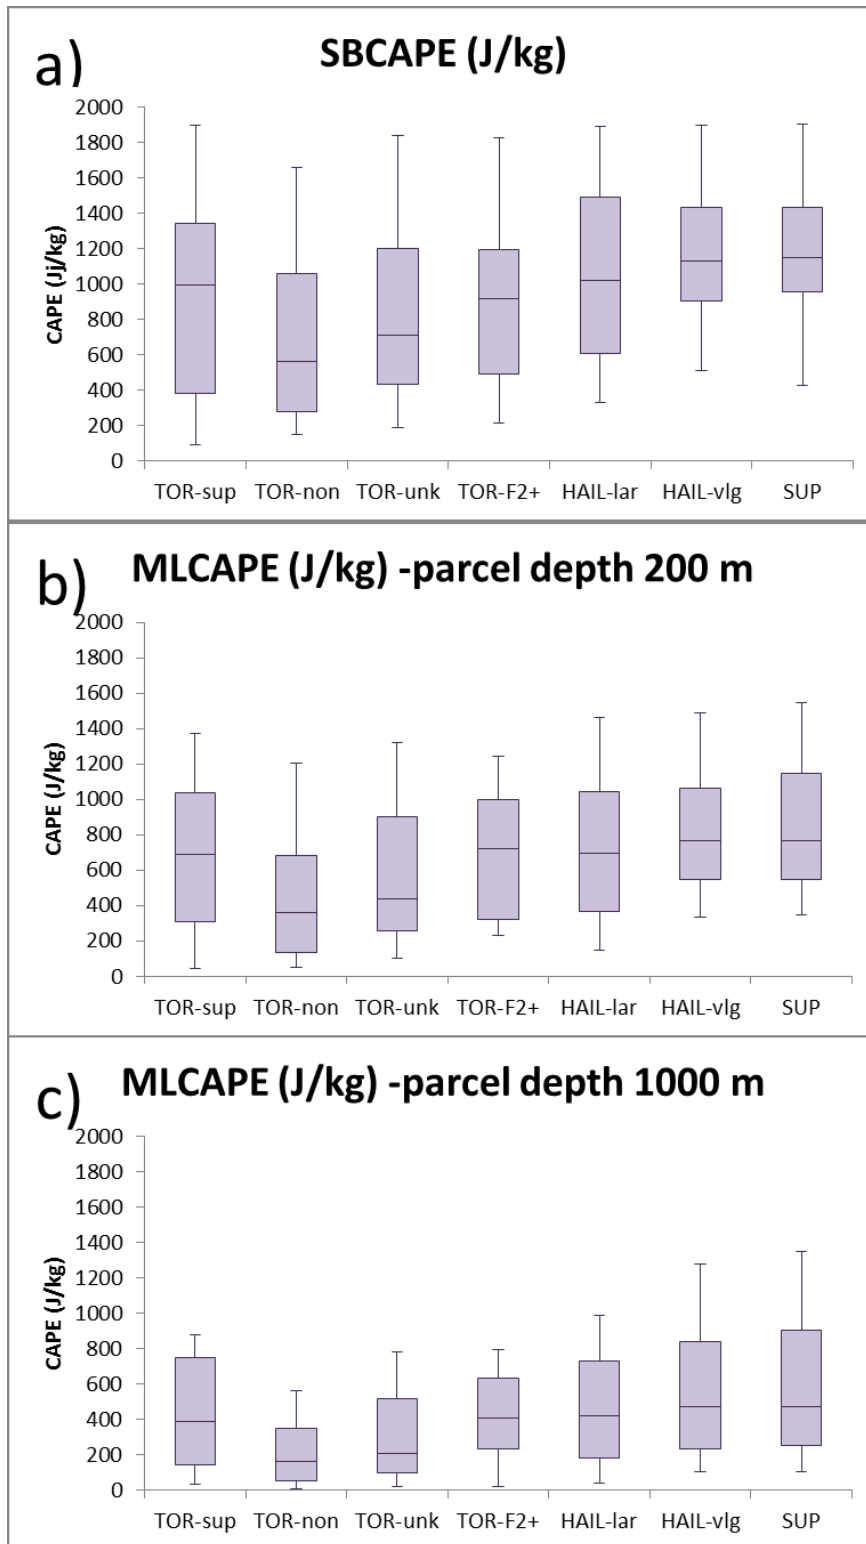 a)
SBCAPE (J/kg)
CAPE (Jj/kg)
2000
1800
1600
1400
1200
1000
800
600
400
200
0
TOR-sup TOR-non TOR-unk TOR-F2+ HAIL-lar HAIL-vlg SUP
b)
MLCAPE (J/kg) -parcel depth 200 m
CAPE (J/kg)
2000
1800
1600
1400
1200
1000
800
600
400
200
0
TOR-sup TOR-non TOR-unk TOR-F2+ HAIL-lar HAIL-vlg SUP
c)
MLCAPE (J/kg) -parcel depth 1000 m
CAPE (J/kg)
2000
1800
1600
1400
1200
1000
800
600
400
200
0
TOR-sup TOR-non TOR-unk TOR-F2+ HAIL-lar HAIL-vlg SUP